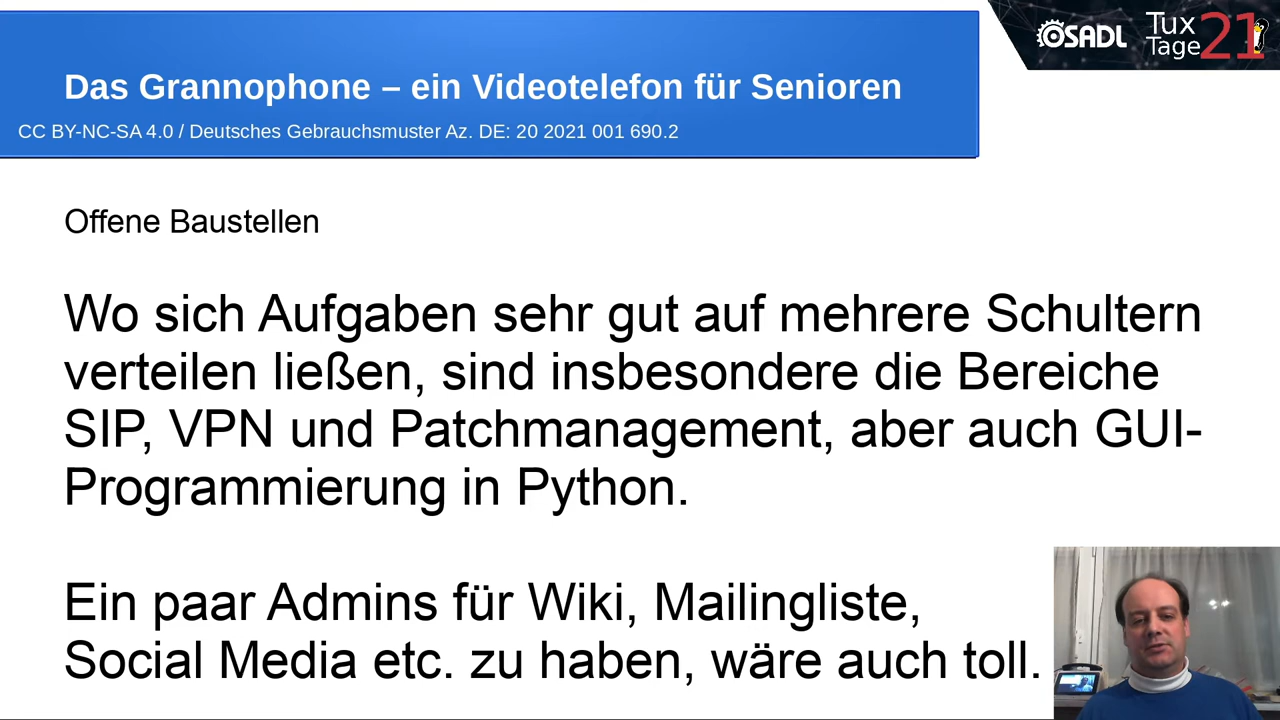 OSADL
Tux
Tage 21
Das Grannophone – ein Videotelefon für Senioren
CC BY-NC-SA 4.0 / Deutsches Gebrauchsmuster Az. DE: 20 2021 001 690.2
Offene Baustellen
Wo sich Aufgaben sehr gut auf mehrere Schultern
verteilen ließen, sind insbesondere die Bereiche
SIP, VPN und Patchmanagement, aber auch GUI-
Programmierung in Python.
Ein paar Admins für Wiki, Mailingliste,
Social Media etc. zu haben, wäre auch toll.